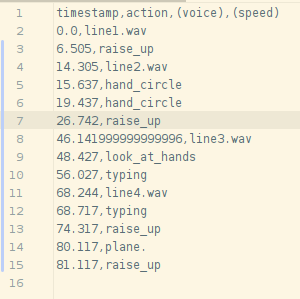 1 timestamp,action,(voice),(speed)
2 0.0,line1.wav
3 6.505,raise_up
4 14.305,line2.wav
5 15.637,hand_circle
6 19.437,hand_circle
7 26.742,raise_up
8 46.141999999999996,line3.wav
9 48.427,look_at_hands
10 56.027,typing
11 68.244,line4.wav
12 68.717,typing
13 74.317,raise_up
14 80.117,plane.
15 81.117,raise_up
16